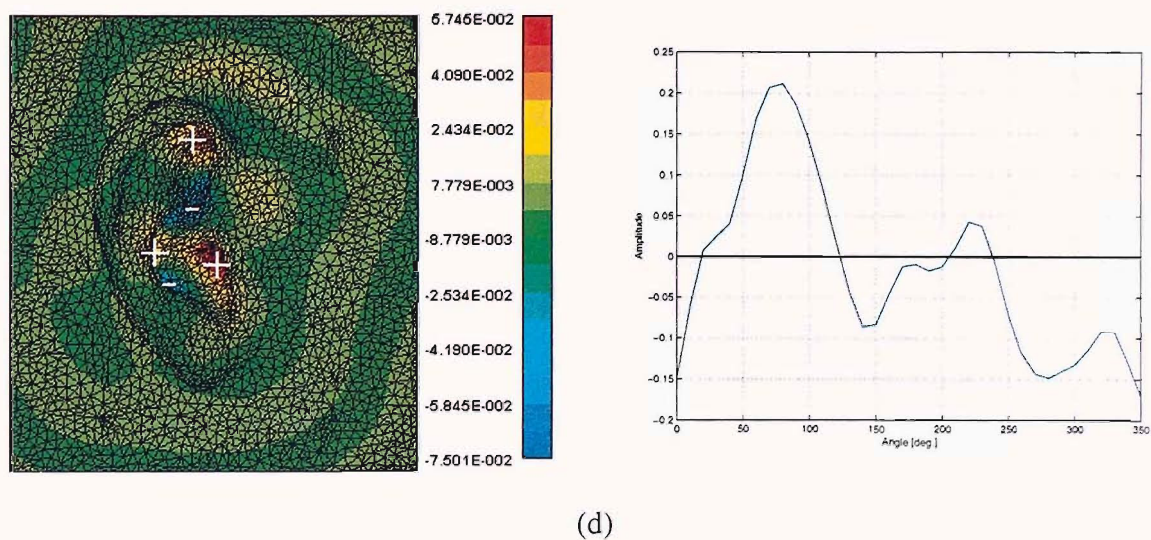 5.745E-002
4.090E-002
2.434E-002
7.779E-003
-8.779E-003
-2.534E-002
-4.190E-002
-5.845E-002
-7.501E-002
+
-
+
+
-
0.25
0.2
0.15
0.1
0.05
0
-0.05
-0.1
-0.15
-0.2
Amplitude
0 50 100 150 200 250 300 350
Angle [deg.]
(d)